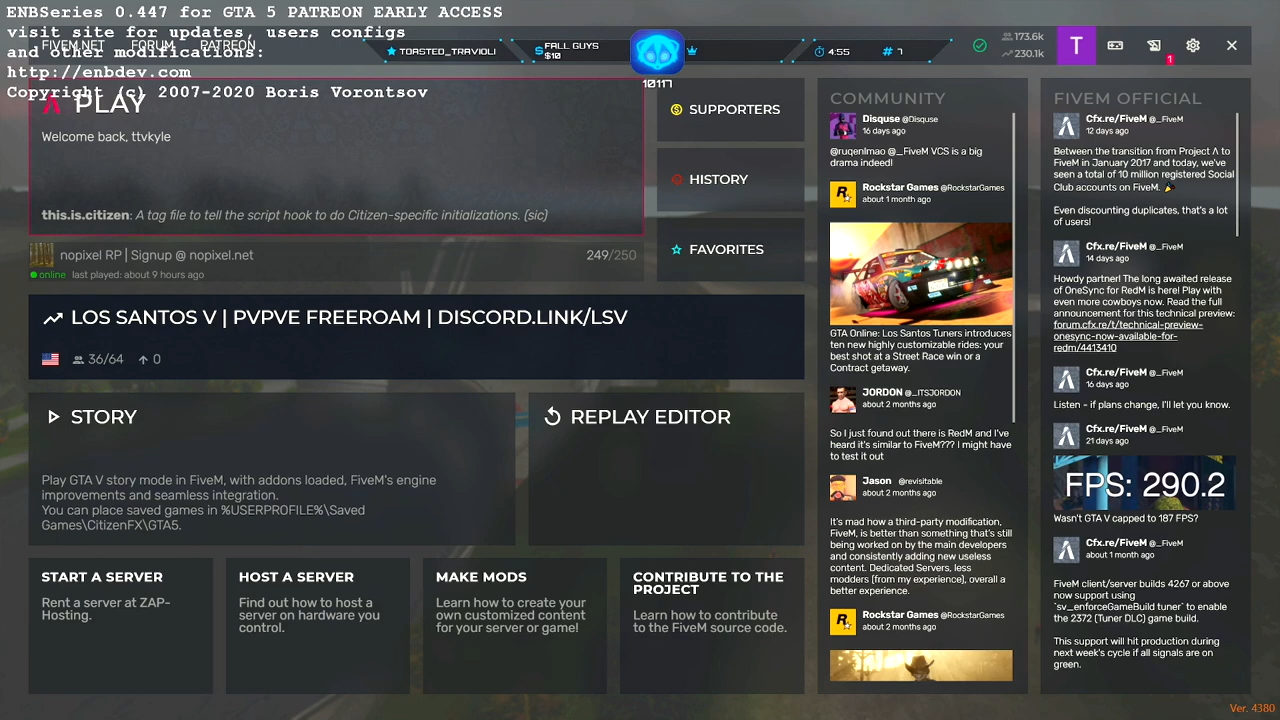 ENBSeries 0.447 for GTA 5 PATREON EARLY ACCESS
visit site for updates, users configs
and other modifications:
http://enbdev.com
Copyright (c) 2007-2020 Boris Vorontsov
FIVEM.NET FORUM PATREON
TOASTED_TRAVIOLI
FALL GUYS
$10
10117
4:55
# 7
173.6k
230.1k
T
1
PLAY
Welcome back, ttvkyle
this.is.citizen: A tag file to tell the script hook to do Citizen-specific initializations. (sic)
nopixel RP | Signup @ nopixel.net 249/250
online last played: about 9 hours ago
SUPPORTERS
HISTORY
FAVORITES
LOS SANTOS V | PVPVE FREEROAM | DISCORD.LINK/LSV
36/64 0
STORY
Play GTA V story mode in FiveM, with addons loaded, FiveM's engine
improvements and seamless integration.
You can place saved games in %USERPROFILE%\Saved
Games\CitizenFX\GTA5.
REPLAY EDITOR
START A SERVER
Rent a server at ZAP-
Hosting.
HOST A SERVER
Find out how to host a
server on hardware you
control.
MAKE MODS
Learn how to create your
own customized content
for your server or game!
CONTRIBUTE TO THE
PROJECT
Learn how to contribute
to the FiveM source code.
COMMUNITY
Disquse @Disquse
16 days ago
@ruqenlmao @_FiveM VCS is a big
drama indeed!
Rockstar Games @RockstarGames
about 1 month ago
GTA Online: Los Santos Tuners introduces
ten new highly customizable rides: your
best shot at a Street Race win or a
Contract getaway.
JORDON @_ITSJORDON
about 2 months ago
So I just found out there is RedM and I've
heard it's similar to FiveM??? I might have
to test it out
Jason @revisitable
about 2 months ago
It's mad how a third-party modification,
FiveM, is better than something that's still
being worked on by the main developers
and consistently adding new useless
content. Dedicated Servers, less
modders [from my experience], overall a
better experience.
Rockstar Games @RockstarGames
about 2 months ago
FIVEM OFFICIAL
Cfx.re/FiveM @_FiveM
12 days ago
Between the transition from Project Λ to
FiveM in January 2017 and today, we've
seen a total of 10 million registered Social
Club accounts on FiveM. 🎉
Even discounting duplicates, that's a lot
of users!
Cfx.re/FiveM @_FiveM
14 days ago
Howdy partner! The long awaited release
of OneSync for RedM is here! Play with
even more cowboys now. Read the full
announcement for this technical preview:
forum.cfx.re/t/technical-preview-
onesync-now-available-for-
redm/4413410
Cfx.re/FiveM @_FiveM
16 days ago
Listen - if plans change, I'll let you know.
Cfx.re/FiveM @_FiveM
21 days ago
FPS: 290.2
Wasn't GTA V capped to 187 FPS?
Cfx.re/FiveM @_FiveM
about 1 month ago
FiveM client/server builds 4267 or above
now support using
`sv_enforceGameBuild tuner` to enable
the 2372 (Tuner DLC) game build.
This support will hit production during
next week's cycle if all signals are on
green.
Ver. 4380